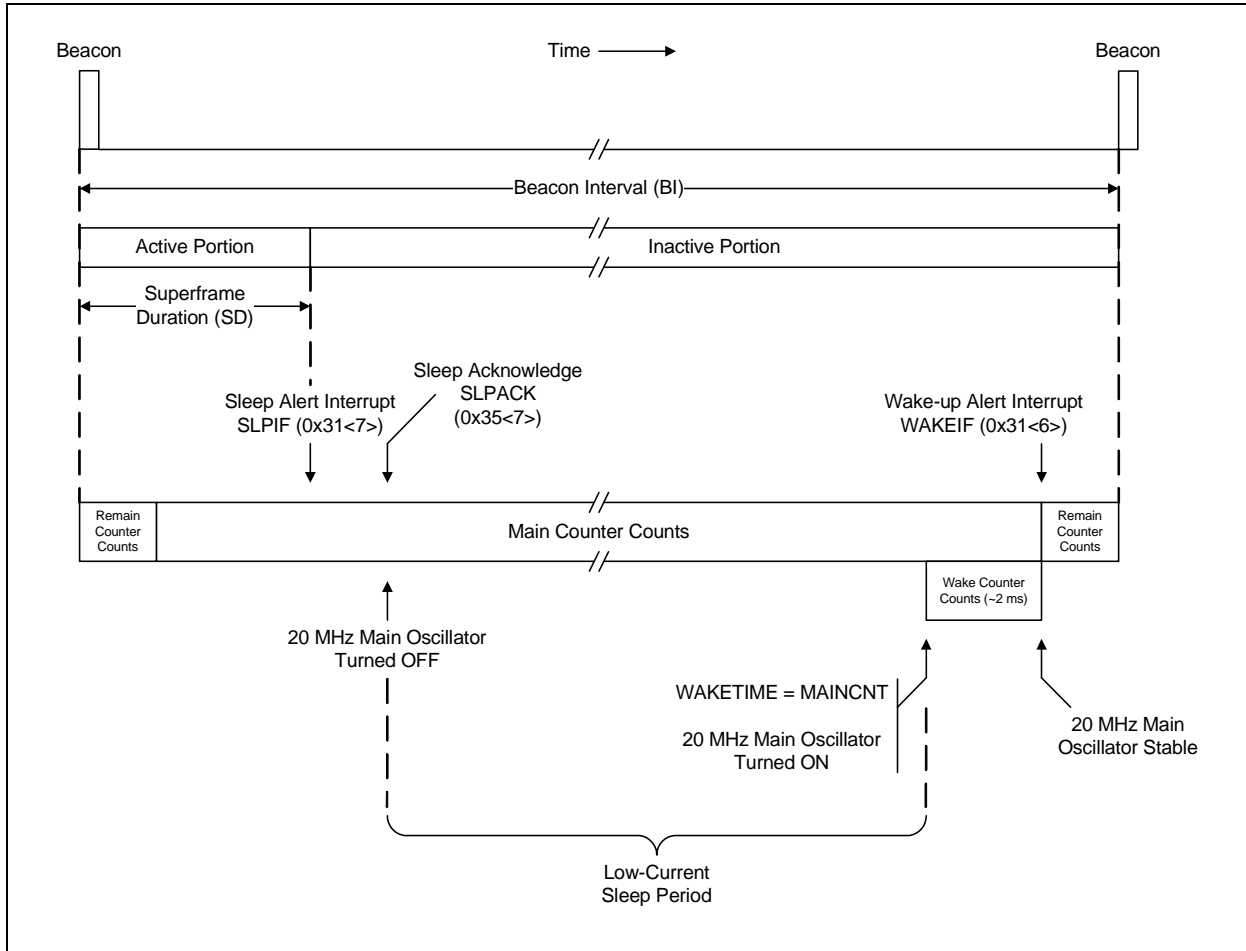 Beacon
Time
Beacon
Beacon Interval (BI)
Active Portion
Inactive Portion
Superframe
Duration (SD)
Sleep Alert Interrupt
SLPIF (0x31<7>)
Sleep Acknowledge
SLPACK
(0x35<7>)
Wake-up Alert Interrupt
WAKEIF (0x31<6>)
Remain
Counter
Counts
Main Counter Counts
Remain
Counter
Counts
Wake Counter
Counts (~2 ms)
20 MHz Main Oscillator
Turned OFF
WAKETIME = MAINCNT
20 MHz Main Oscillator
Turned ON
20 MHz Main
Oscillator Stable
Low-Current
Sleep Period